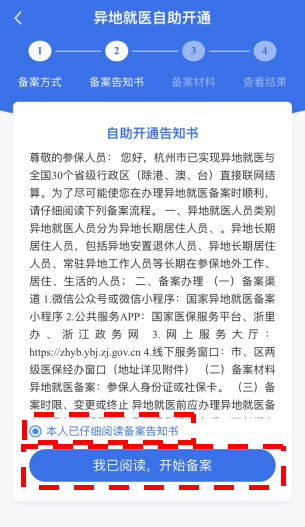 异地就医自助开通
1 2 3 4
备案方式 备案告知书 备案材料 查看结果
自助开通告知书
尊敬的参保人员： 您好，杭州市已实现异地就医与
全国30个省级行政区（除港、澳、台）直接联网结
算。为了尽可能使您在办理异地就医备案时顺利，
请仔细阅读下列备案流程。 一、异地就医人员类别
异地就医人员分为异地长期居住人员、。异地长期
居住人员，包括异地安置退休人员、异地长期居住
人员、常驻异地工作人员等长期在参保地外工作、
居住、生活的人员； 二、备案办理 （一）备案渠
道 1.微信公众号或微信小程序：国家异地就医备案
小程序 2.公共服务APP：国家医保服务平台、浙里
办、浙江政务网 3.网上服务大厅：
https://zhyb.ybj.zj.gov.cn 4.线下服务窗口：市、区两
级医保经办窗口（地址详见附件） （二）备案材料
异地就医备案：参保人身份证或社保卡。 （三）备
案时限、变更或终止 异地就医前应办理异地就医备
本人已仔细阅读备案告知书
我已阅读，开始备案